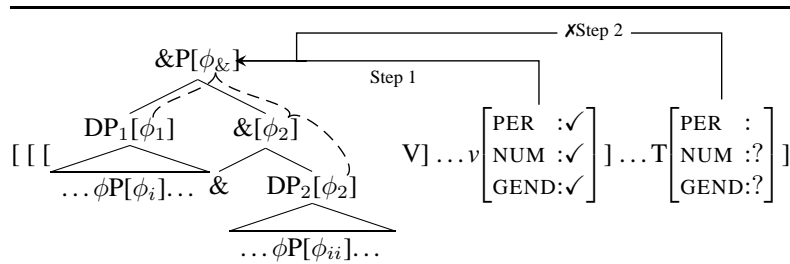 ✗Step 2
&P[ϕ&]
Step 1
DP1[ϕ1] &[ϕ2]
[ [ [ V] …v [PER :✓ NUM :✓ GEND:✓] ] …T [PER : NUM :? GEND:?] ]
…ϕP[ϕi]… & DP2[ϕ2]
…ϕP[ϕii]…